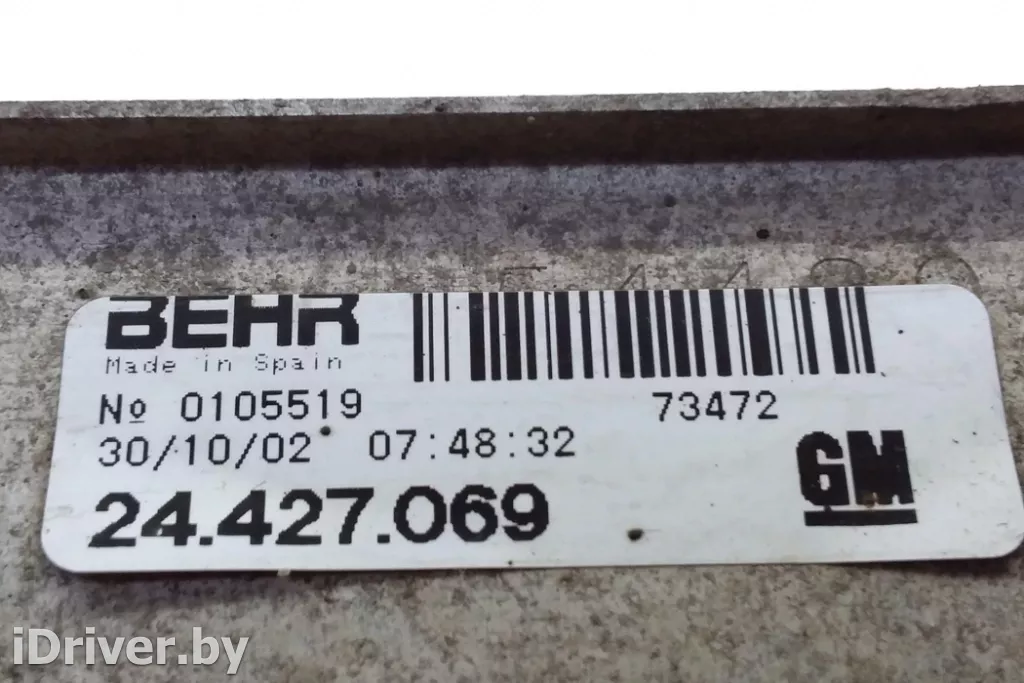 BEHR
Made in Spain
№ 0105519 73472
30/10/02 07:48:32
24.427.069
GM
iDriver.by